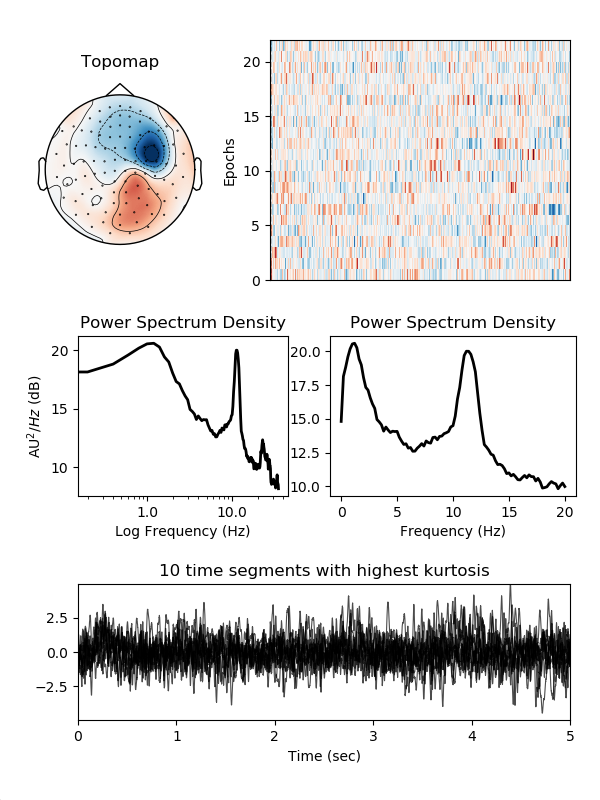 Topomap
20
15
10
5
0
Epochs
Power Spectrum Density
20
15
10
AU²/Hz (dB)
1.0 10.0
Log Frequency (Hz)
Power Spectrum Density
20.0
17.5
15.0
12.5
10.0
0 5 10 15 20
Frequency (Hz)
10 time segments with highest kurtosis
2.5
0.0
−2.5
0 1 2 3 4 5
Time (sec)